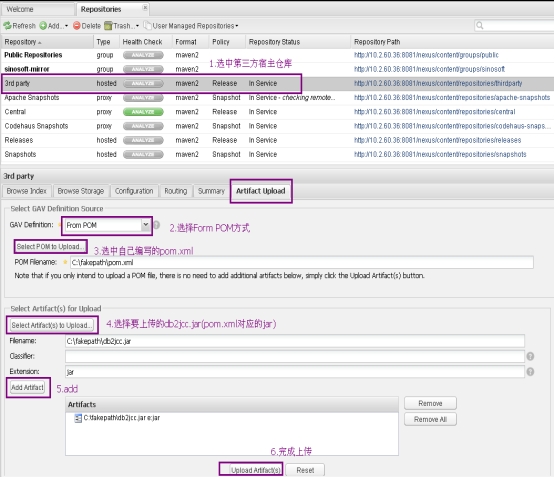 Welcome
Repositories
Refresh Add... Delete Trash... User Managed Repositories
Repository Type Health Check Format Policy Repository Status Repository Path
Public Repositories group ANALYZE maven2 http://10.2.60.36:8081/nexus/content/groups/public
sinosoft-mirror group ANALYZE maven2 http://10.2.60.36:8081/nexus/content/groups/sinosoft
1.选中第三方宿主仓库
3rd party hosted ANALYZE maven2 Release In Service http://10.2.60.36:8081/nexus/content/repositories/thirdparty
Apache Snapshots proxy ANALYZE maven2 Snapshot In Service - checking remote... http://10.2.60.36:8081/nexus/content/repositories/apache-snapshots
Central proxy ANALYZE maven2 Release In Service http://10.2.60.36:8081/nexus/content/repositories/central
Codehaus Snapshots proxy ANALYZE maven2 Snapshot In Service http://10.2.60.36:8081/nexus/content/repositories/codehaus-snaps...
Releases hosted ANALYZE maven2 Release In Service http://10.2.60.36:8081/nexus/content/repositories/releases
Snapshots hosted ANALYZE maven2 Snapshot In Service http://10.2.60.36:8081/nexus/content/repositories/snapshots
3rd party
Browse Index Browse Storage Configuration Routing Summary Artifact Upload
Select GAV Definition Source
GAV Definition: From POM 2.选择Form POM方式
Select POM to Upload... 3.选中自己编写的pom.xml
POM Filename: C:\fakepath\pom.xml
Note that if you only intend to upload a POM file, there is no need to add additional artifacts below, simply click the Upload Artifact(s) button.
Select Artifact(s) for Upload
Select Artifact(s) to Upload... 4.选择要上传的db2jcc.jar(pom.xml对应的jar)
Filename: C:\fakepath\db2jcc.jar
Classifier:
Extension: jar
Add Artifact 5.add
Artifacts Remove
C:\fakepath\db2jcc.jar e:jar Remove All
6.完成上传
Upload Artifact(s) Reset